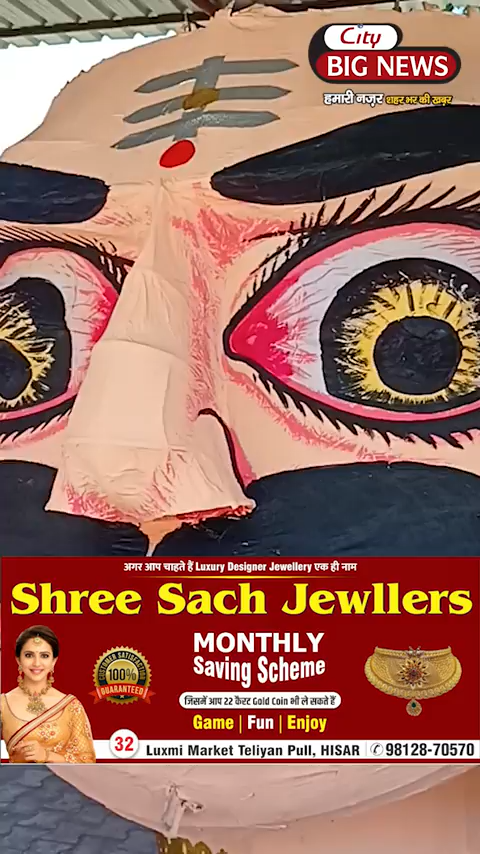 City
BIG NEWS
हमारी नज़र शहर भर की खबर
अगर आप चाहते हैं Luxury Designer Jewellery एक ही नाम
Shree Sach Jewllers
CUSTOMER SATISFACTION
100%
GUARANTEED
MONTHLY
Saving Scheme
जिसमें आप 22 कैरट Gold Coin भी ले सकते हैं
Game | Fun | Enjoy
32 Luxmi Market Teliyan Pull, HISAR 98128-70570